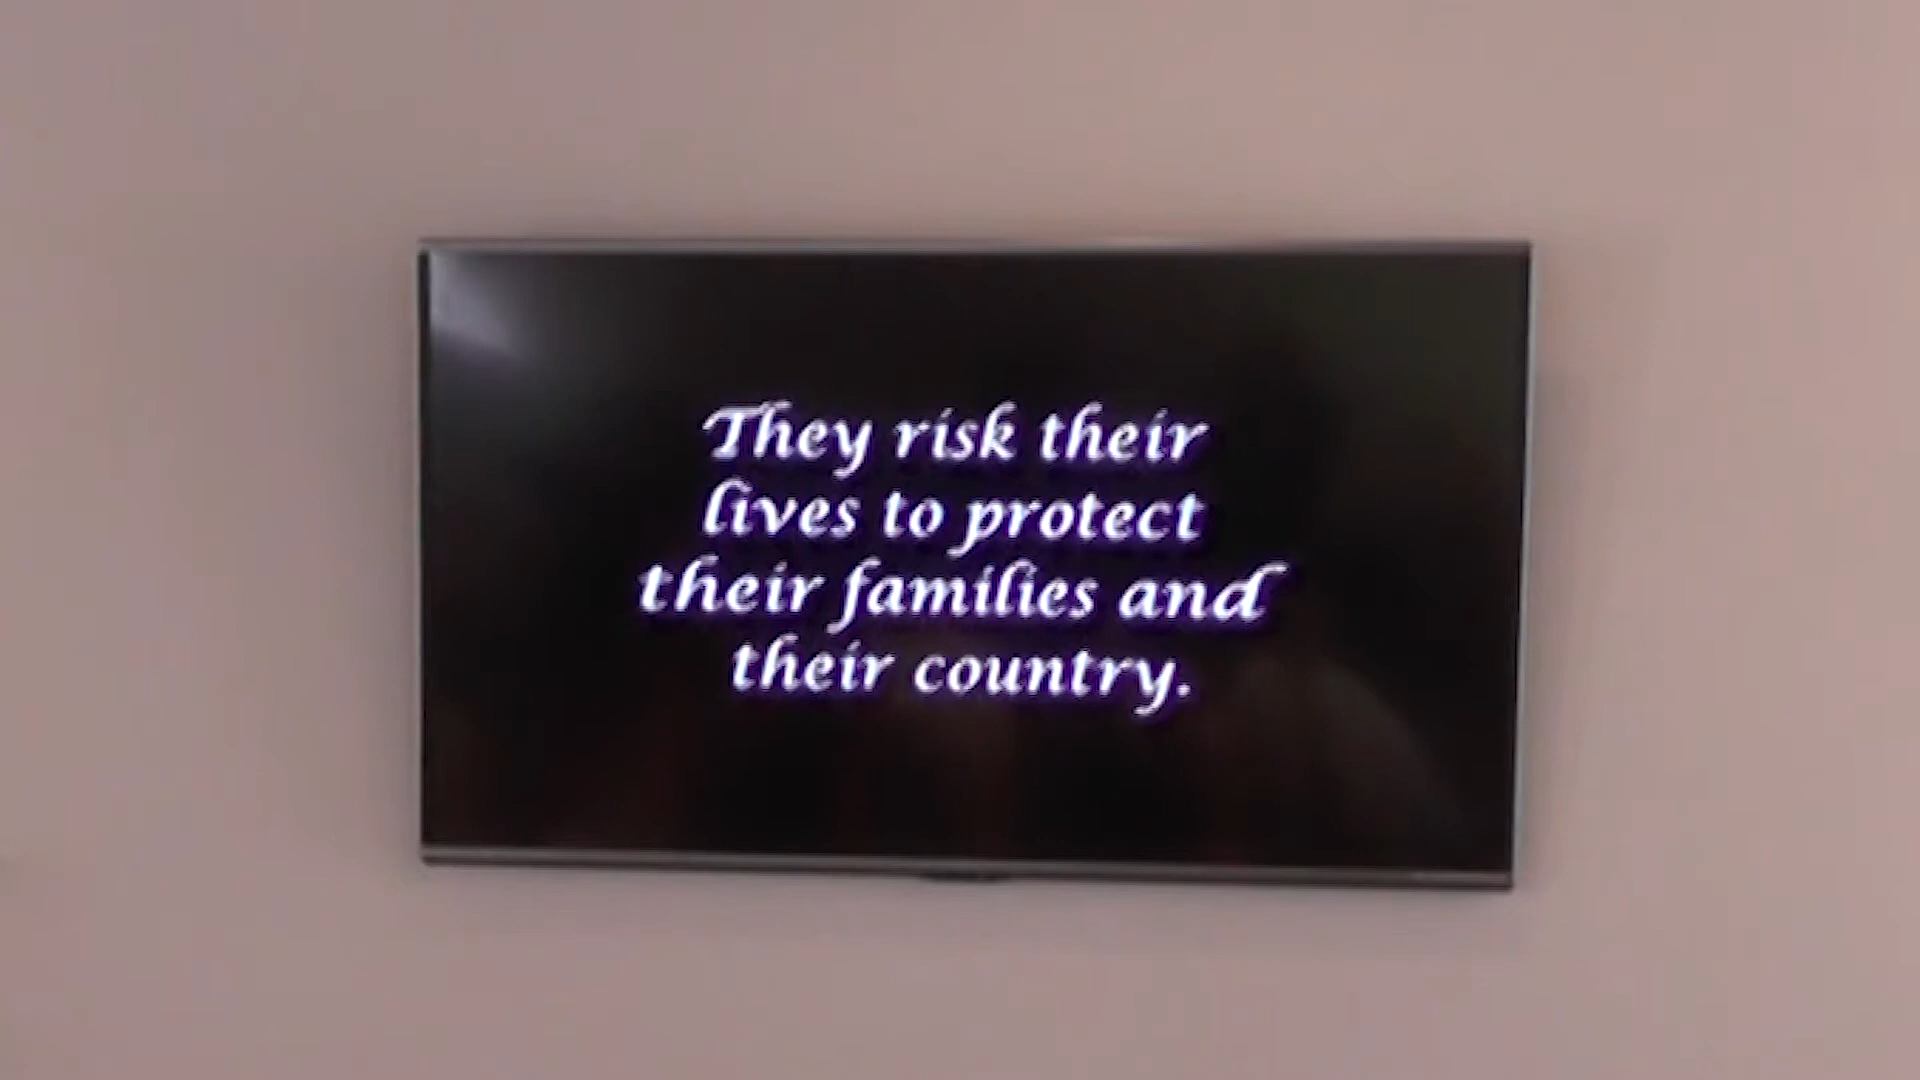 They risk their
lives to protect
their families and
their country.